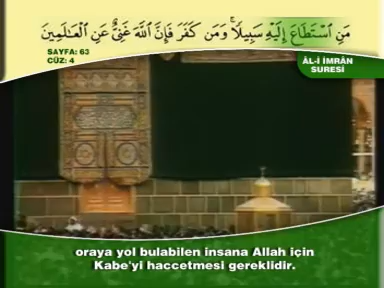 مَنِ اسْتَطَاعَ إِلَيْهِ سَبِيلًا ۚ وَمَن كَفَرَ فَإِنَّ اللَّهَ غَنِيٌّ عَنِ الْعَالَمِينَ
SAYFA: 63
CÜZ: 4
ÂL-İ İMRÂN
SURESİ
oraya yol bulabilen insana Allah için
Kabe'yi haccetmesi gereklidir.